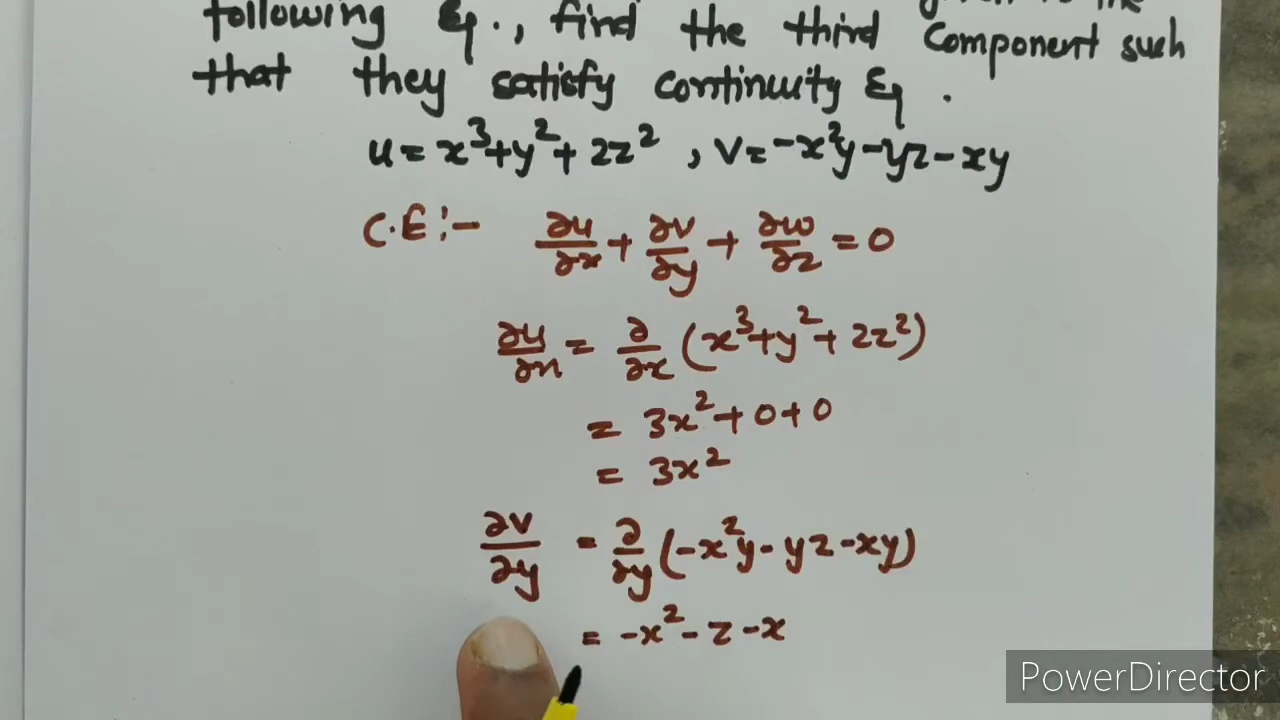 following Eq., find the third component such
that they satisfy continuity Eq.
u = x³+y²+ 2z² , v = -x²y-yz-xy
C.E:- ∂u/∂x + ∂v/∂y + ∂w/∂z = 0
∂u/∂x = ∂/∂x (x³+y²+ 2z²)
= 3x²+0+0
= 3x²
∂v/∂y = ∂/∂y (-x²y- yz-xy)
= -x²- z -x
PowerDirector